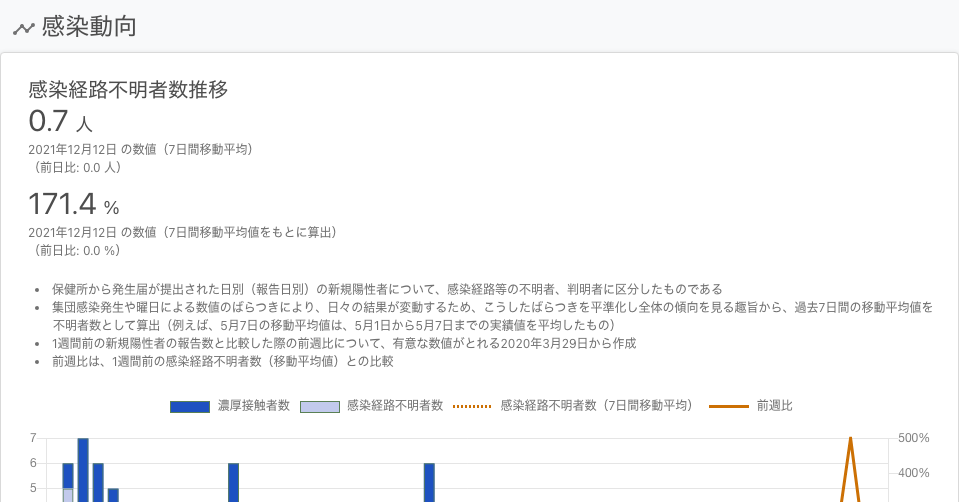 感染動向
感染経路不明者数推移
0.7 人
2021年12月12日 の数値（7日間移動平均）
（前日比: 0.0 人）
171.4 %
2021年12月12日 の数値（7日間移動平均値をもとに算出）
（前日比: 0.0 %）
• 保健所から発生届が提出された日別（報告日別）の新規陽性者について、感染経路等の不明者、判明者に区分したものである
• 集団感染発生や曜日による数値のばらつきにより、日々の結果が変動するため、こうしたばらつきを平準化し全体の傾向を見る趣旨から、過去7日間の移動平均値を
不明者数として算出（例えば、5月7日の移動平均値は、5月1日から5月7日までの実績値を平均したもの）
• 1週間前の新規陽性者の報告数と比較した際の前週比について、有意な数値がとれる2020年3月29日から作成
• 前週比は、1週間前の感染経路不明者数（移動平均値）との比較
濃厚接触者数 感染経路不明者数 感染経路不明者数（7日間移動平均） 前週比
7 500%
6 400%
5